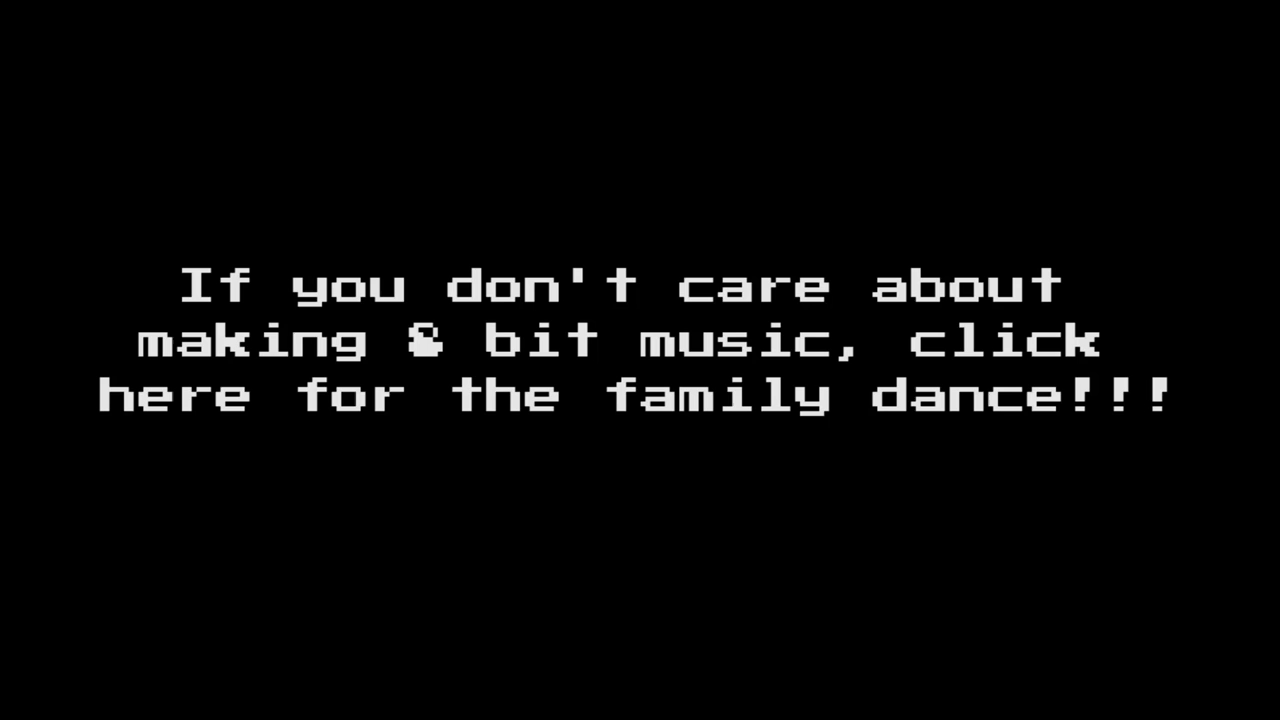 If you don't care about
making 8 bit music, click
here for the family dance!!!